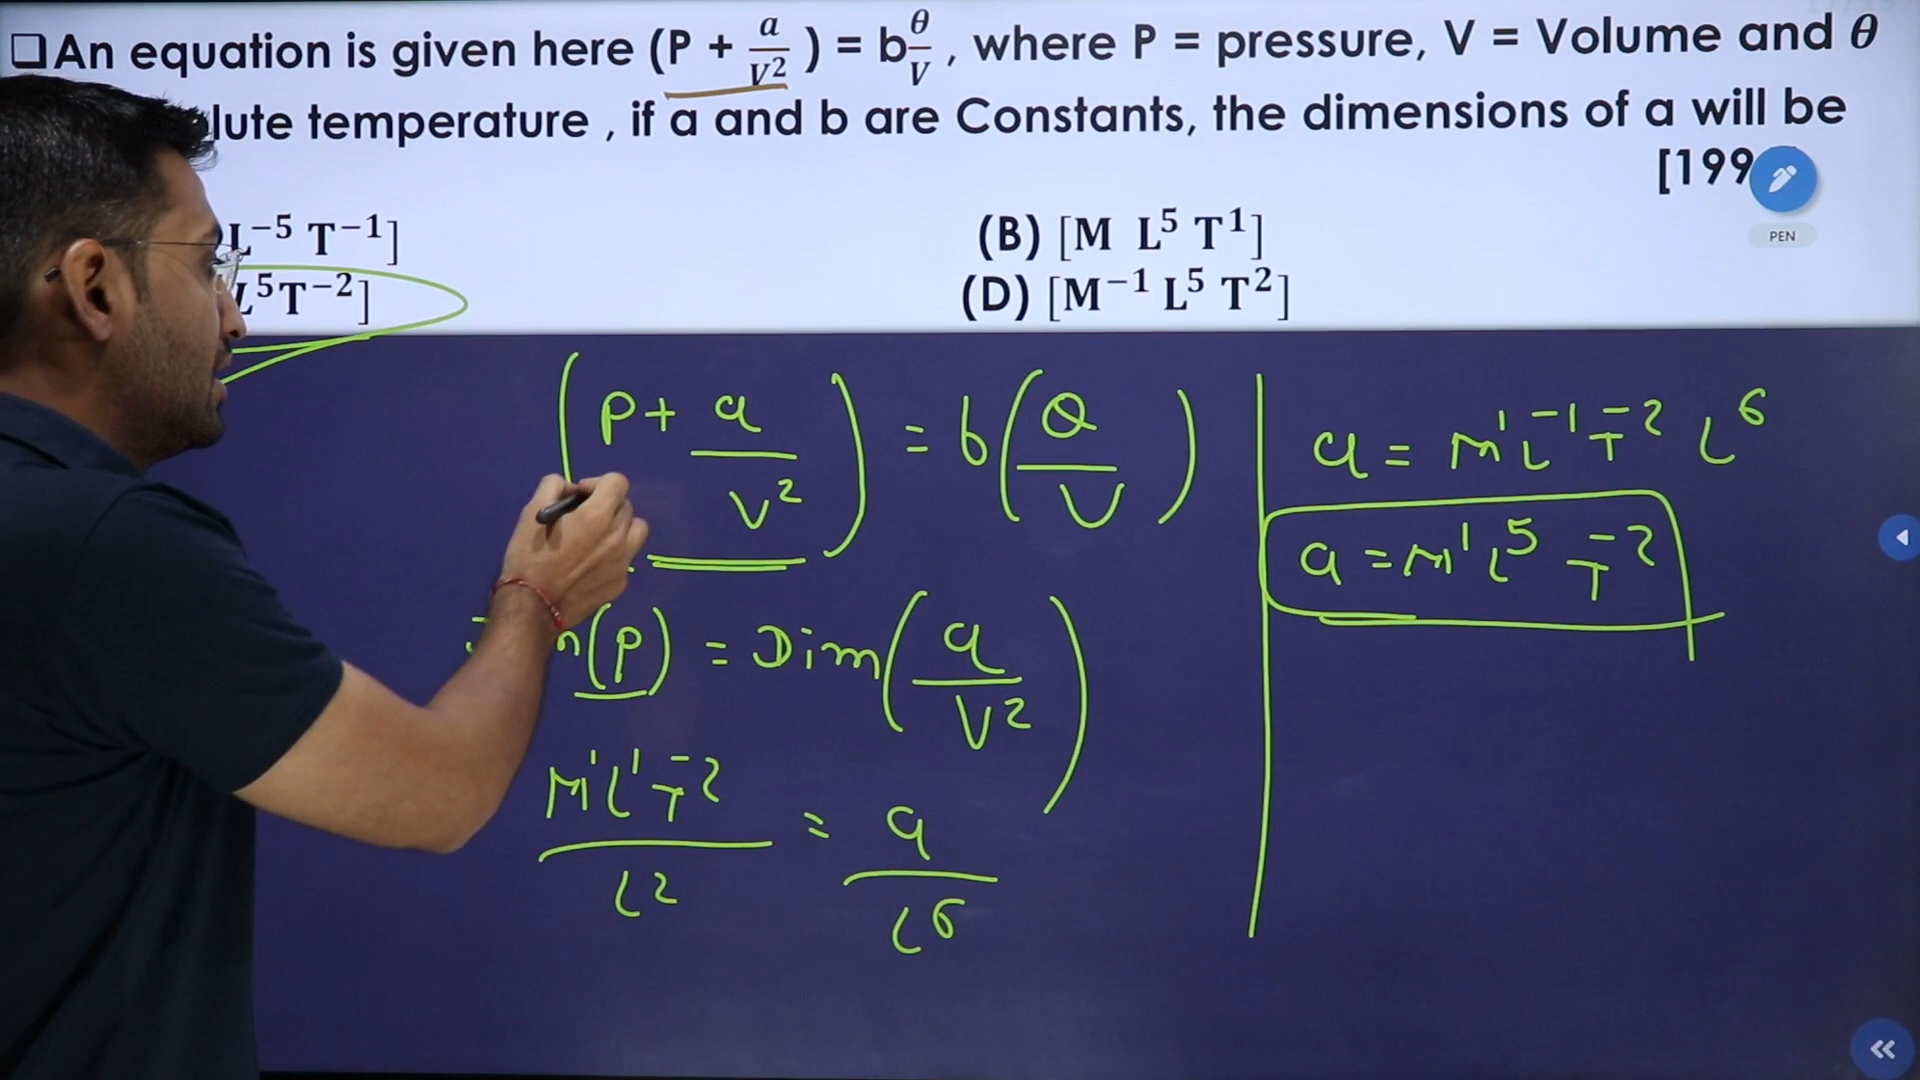 ❑An equation is given here (P + a/V²) = b θ/V , where P = pressure, V = Volume and θ
lute temperature , if a and b are Constants, the dimensions of a will be
[199
L⁻⁵ T⁻¹]
(B) [M L⁵ T¹]
L⁵T⁻²]
(D) [M⁻¹ L⁵ T²]
PEN
(P + a/V²) = b(θ/V)
(P) = Dim(a/V²)
M¹L¹T⁻²/L² = a/L⁶
a = M¹L⁻¹T⁻² L⁶
a = M¹ L⁵ T⁻²